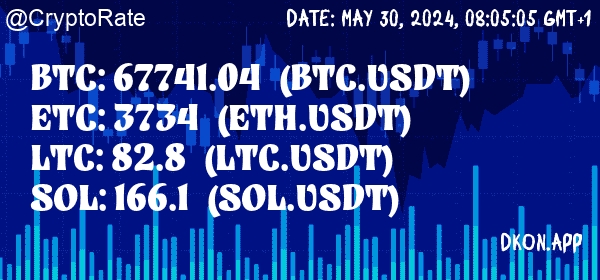 @CryptoRate
DATE: MAY 30, 2024, 08:05:05 GMT+1
BTC: 67741.04 (BTC.USDT)
ETC: 3734 (ETH.USDT)
LTC: 82.8 (LTC.USDT)
SOL: 166.1 (SOL.USDT)
DKON.APP